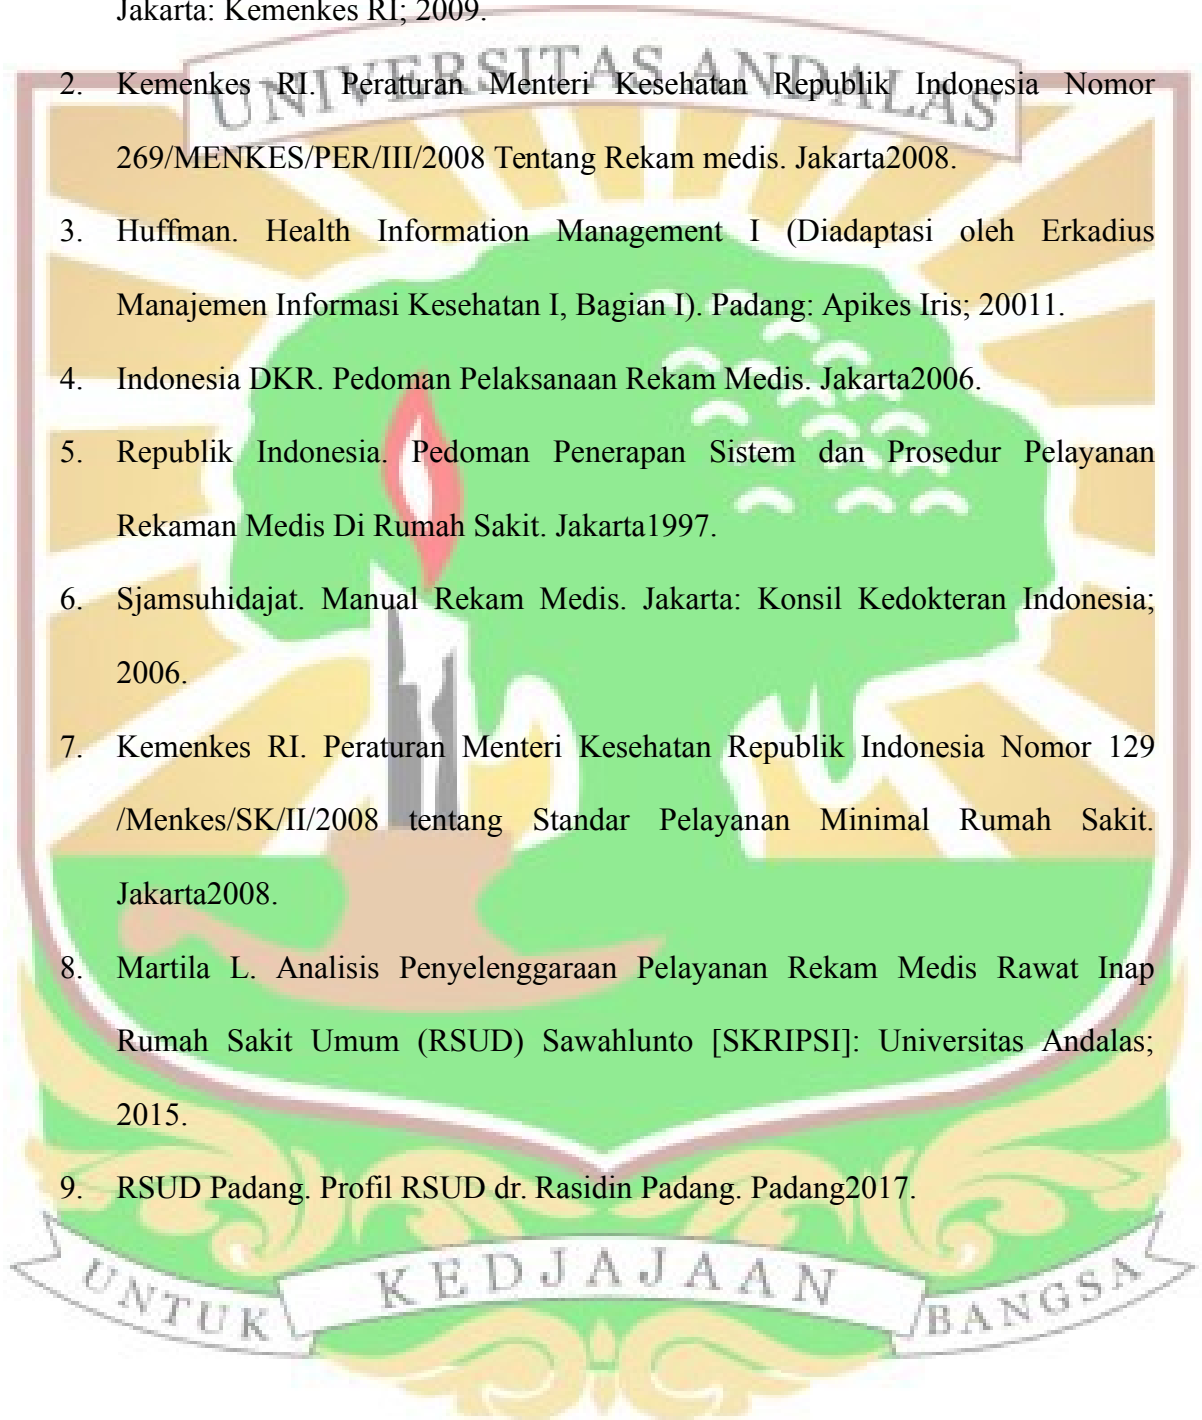 Jakarta: Kemenkes RI; 2009.
UNIVERSITAS ANDALAS
2. Kemenkes RI. Peraturan Menteri Kesehatan Republik Indonesia Nomor
269/MENKES/PER/III/2008 Tentang Rekam medis. Jakarta2008.
3. Huffman. Health Information Management I (Diadaptasi oleh Erkadius
Manajemen Informasi Kesehatan I, Bagian I). Padang: Apikes Iris; 20011.
4. Indonesia DKR. Pedoman Pelaksanaan Rekam Medis. Jakarta2006.
5. Republik Indonesia. Pedoman Penerapan Sistem dan Prosedur Pelayanan
Rekaman Medis Di Rumah Sakit. Jakarta1997.
6. Sjamsuhidajat. Manual Rekam Medis. Jakarta: Konsil Kedokteran Indonesia;
2006.
7. Kemenkes RI. Peraturan Menteri Kesehatan Republik Indonesia Nomor 129
/Menkes/SK/II/2008 tentang Standar Pelayanan Minimal Rumah Sakit.
Jakarta2008.
8. Martila L. Analisis Penyelenggaraan Pelayanan Rekam Medis Rawat Inap
Rumah Sakit Umum (RSUD) Sawahlunto [SKRIPSI]: Universitas Andalas;
2015.
9. RSUD Padang. Profil RSUD dr. Rasidin Padang. Padang2017.
UNTUK KEDJAJAAN BANGSA